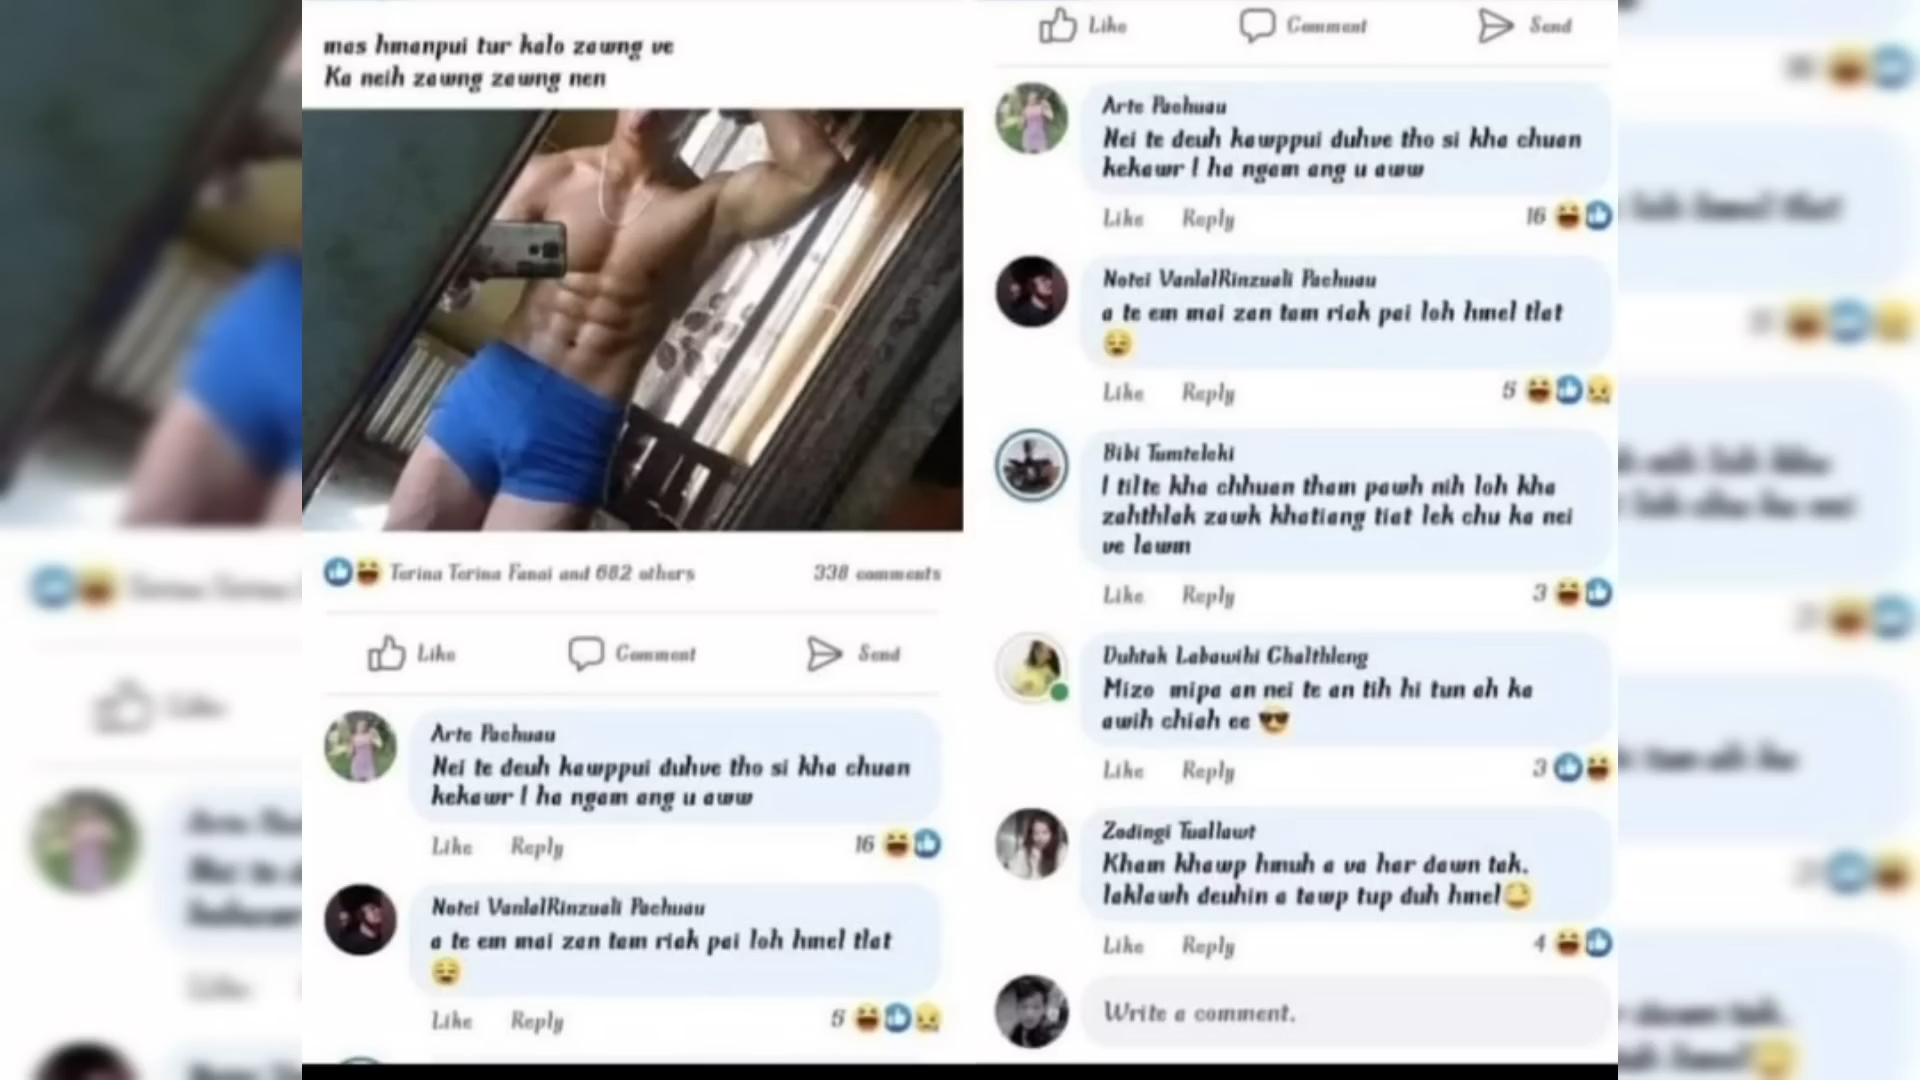 mas hmanpui tur kalo zawng ve
Ka neih zawng zawng nen
Torina Torina Fanai and 682 others
338 comments
Like
Comment
Send
Arte Pachuau
Nei te deuh kawppui duhve tho si kha chuan
kekawr I ha ngam ang u aww
Like Reply
16
Notei VanlalRinzuali Pachuau
a te em mai zan tam riak pai loh hmel tlat
😌
Like Reply
5
Like
Comment
Send
Arte Pachuau
Nei te deuh kawppui duhve tho si kha chuan
kekawr I ha ngam ang u aww
Like Reply
16
Notei VanlalRinzuali Pachuau
a te em mai zan tam riak pai loh hmel tlat
😌
Like Reply
5
Bibi Tumteleki
I tilte kha chhuan tham pawh nih loh kha
zahthlak zawk khatiang tiat lek chu ka nei
ve lawm
Like Reply
3
Duhtak Labawihi Chalthleng
Mizo mipa an nei te an tih hi tun ah ka
awih chiah ee 😎
Like Reply
3
Zodingi Tuallawt
Kham khawp hmuh a va har dawn tak.
laklawh deuhin a tawp tup duh hmel
Like Reply
4
Write a comment.